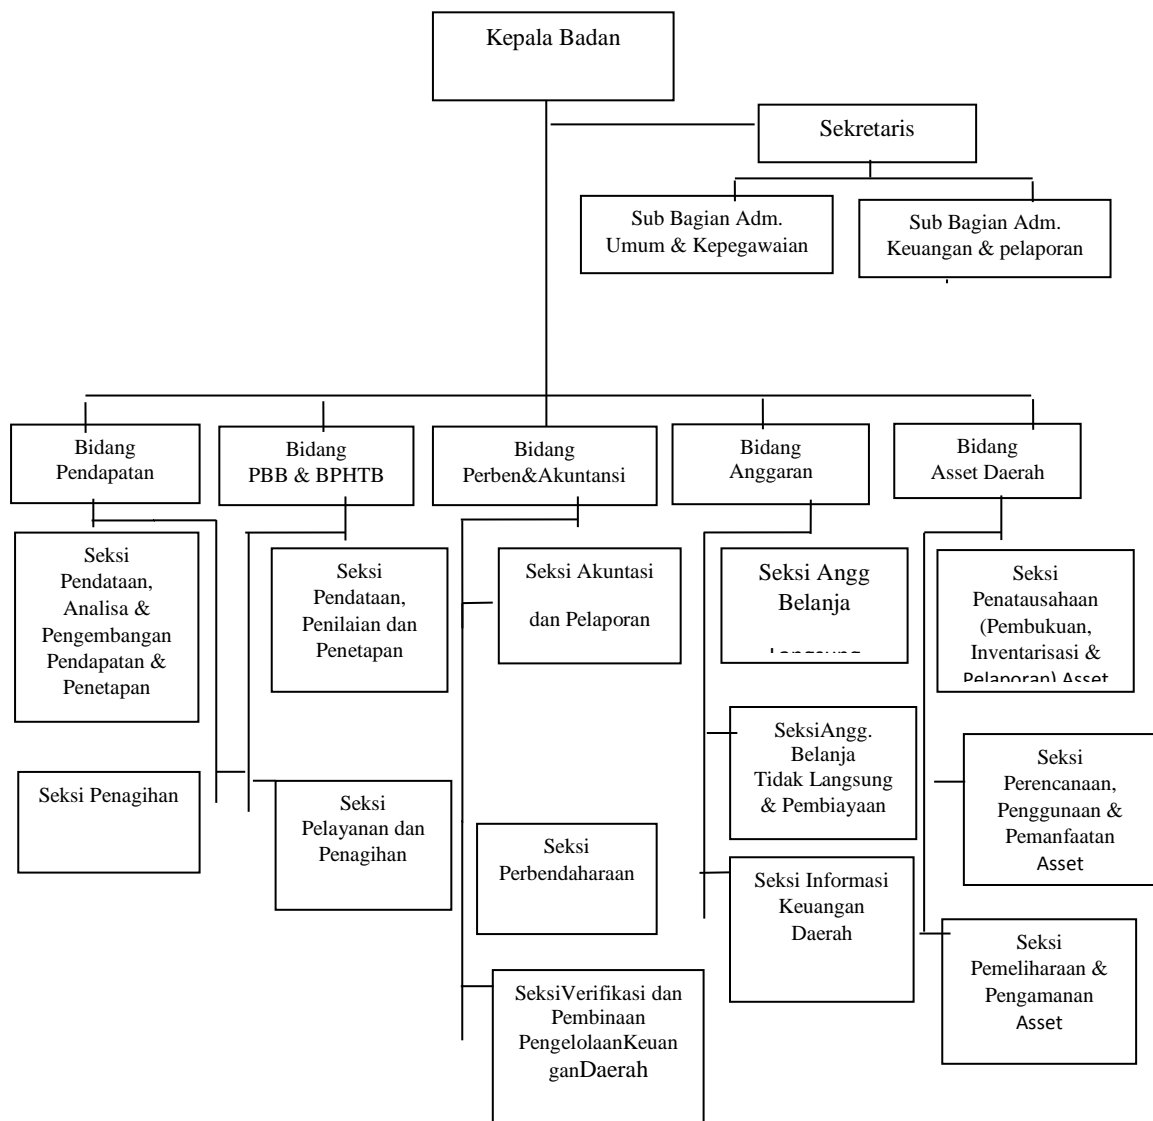 Kepala Badan
Sekretaris
Sub Bagian Adm.
Umum & Kepegawaian
Sub Bagian Adm.
Keuangan & pelaporan
Bidang
Pendapatan
Bidang
PBB & BPHTB
Bidang
Perben&Akuntansi
Bidang
Anggaran
Bidang
Asset Daerah
Seksi
Pendataan,
Analisa &
Pengembangan
Pendapatan &
Penetapan
Seksi
Pendataan,
Penilaian dan
Penetapan
Seksi Akuntasi
dan Pelaporan
Seksi Angg
Belanja
Langsung
Seksi
Penatausahaan
(Pembukuan,
Inventarisasi &
Pelaporan) Asset
Seksi Penagihan
Seksi
Pelayanan dan
Penagihan
Seksi
Perbendaharaan
SeksiAngg.
Belanja
Tidak Langsung
& Pembiayaan
Seksi
Perencanaan,
Penggunaan &
Pemanfaatan
Asset
Seksi Informasi
Keuangan
Daerah
Seksi
Pemeliharaan &
Pengamanan
Asset
SeksiVerifikasi dan
Pembinaan
PengelolaanKeuan
ganDaerah